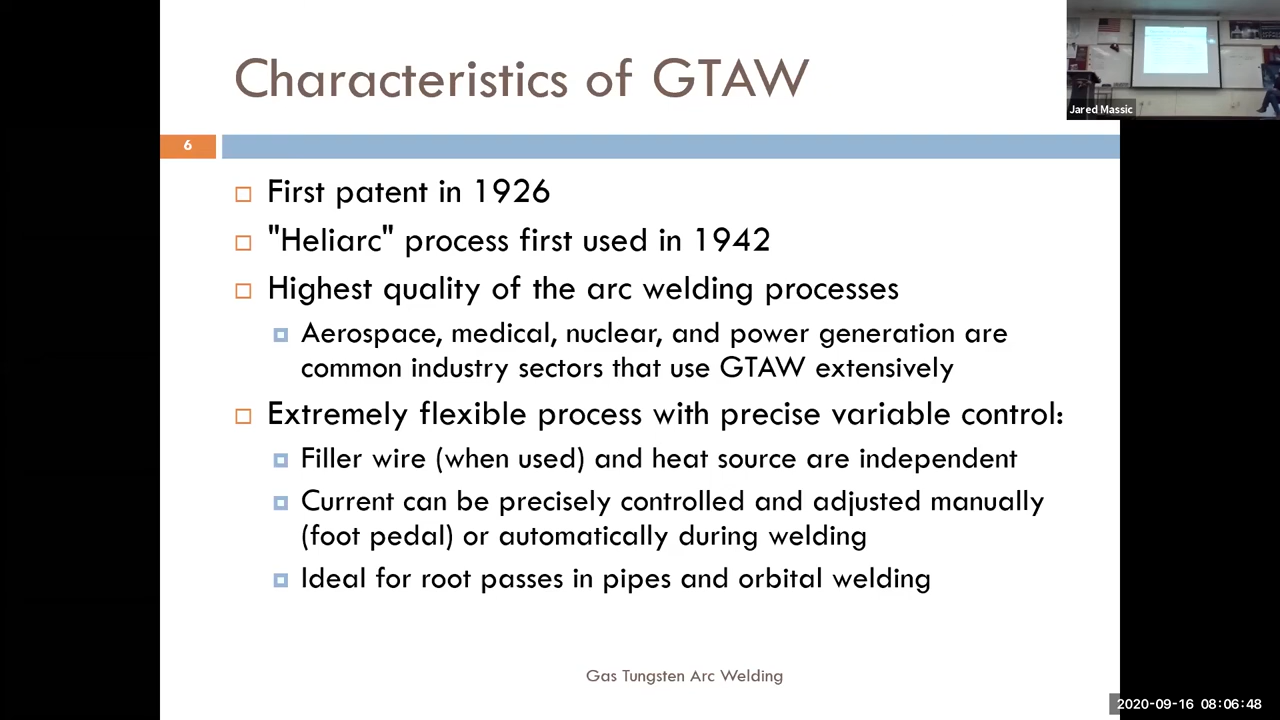 Characteristics of GTAW
Jared Massic
6
First patent in 1926
"Heliarc" process first used in 1942
Highest quality of the arc welding processes
Aerospace, medical, nuclear, and power generation are
common industry sectors that use GTAW extensively
Extremely flexible process with precise variable control:
Filler wire (when used) and heat source are independent
Current can be precisely controlled and adjusted manually
(foot pedal) or automatically during welding
Ideal for root passes in pipes and orbital welding
Gas Tungsten Arc Welding
2020-09-16 08:06:48